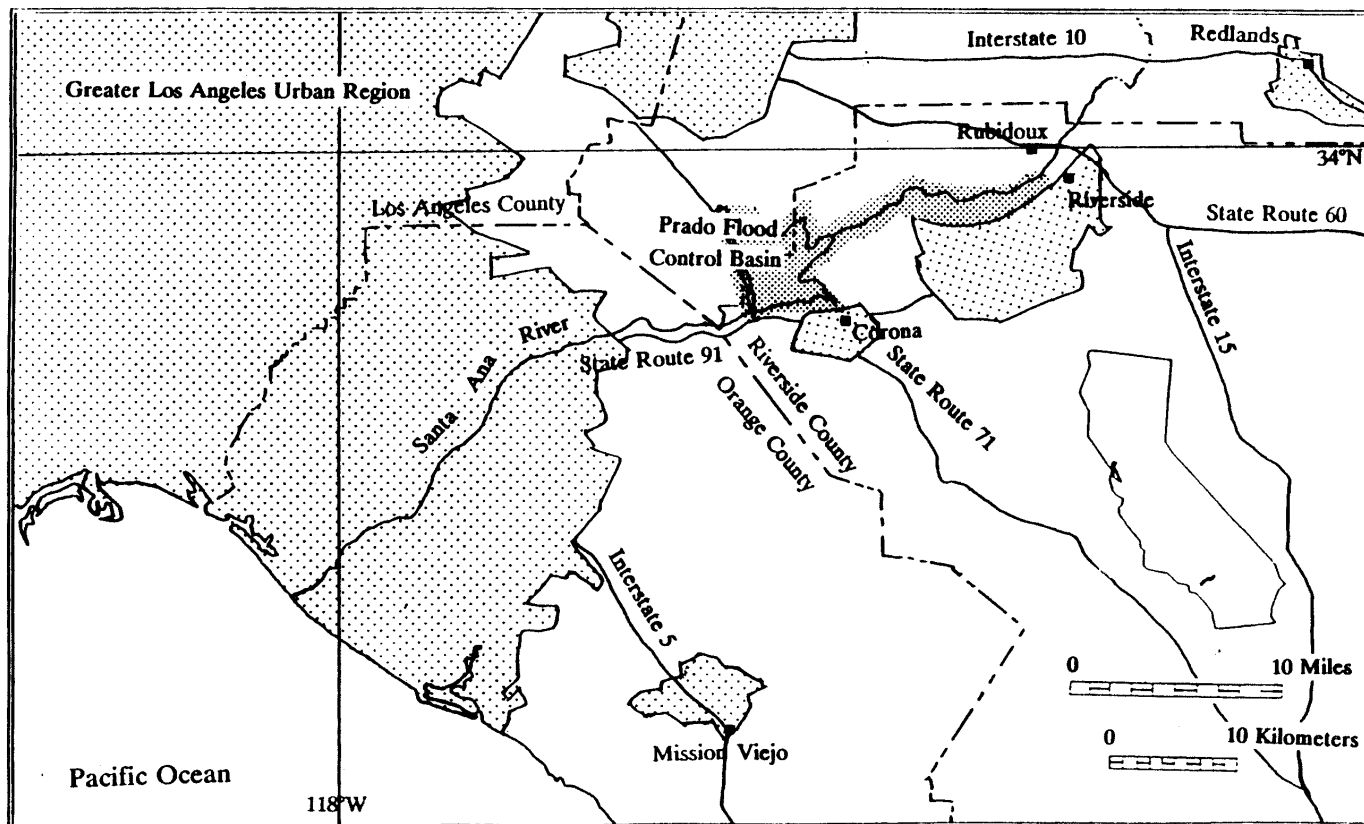 Interstate 10
Redlands
Greater Los Angeles Urban Region
Rubidoux
34°N
Los Angeles County
Riverside
State Route 60
Prado Flood
Control Basin
Interstate 15
Santa Ana River
State Route 91
Corona
Riverside County
Orange County
State Route 71
Interstate 5
0 10 Miles
0 10 Kilometers
Mission Viejo
Pacific Ocean
118°W